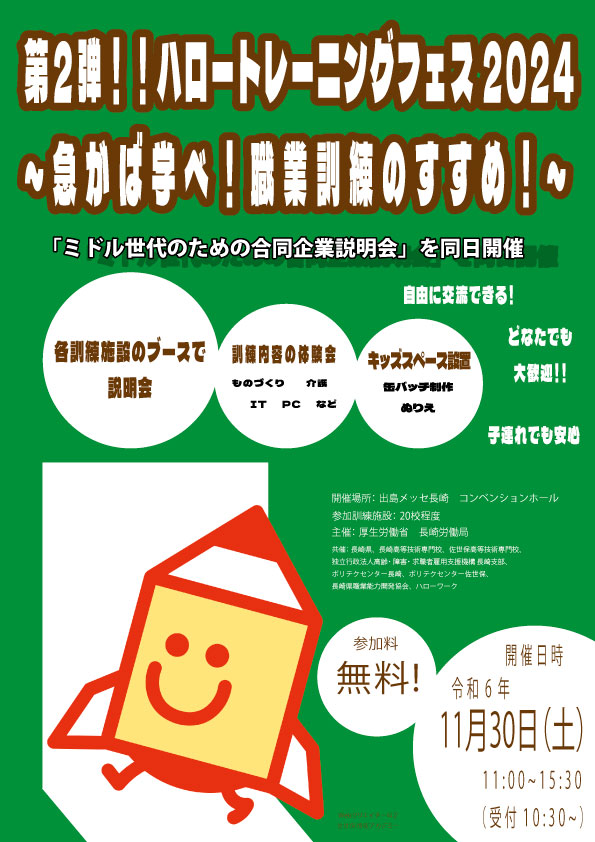 第2弾！！ハロートレーニングフェス2024
~急がば学べ！職業訓練のすすめ！~
「ミドル世代のための合同企業説明会」を同日開催
自由に交流できる！
どなたでも
大歓迎！！
子連れでも安心
各訓練施設のブースで
説明会
訓練内容の体験会
ものづくり　介護
IT　PC　など
キッズスペース設置
缶バッチ制作
ぬりえ
開催場所：出島メッセ長崎　コンベンションホール
参加訓練施設：20校程度
主催：厚生労働省　長崎労働局
共催：長崎県、長崎高等技術専門校、佐世保高等技術専門校、
独立行政法人高齢・障害・求職者雇用支援機構 長崎支部、
ポリテクセンター長崎、ポリテクセンター佐世保、
長崎県職業能力開発協会、ハローワーク
参加料
無料！
開催日時
令和６年
11月30日（土）
11:00~15:30
（受付 10:30~）